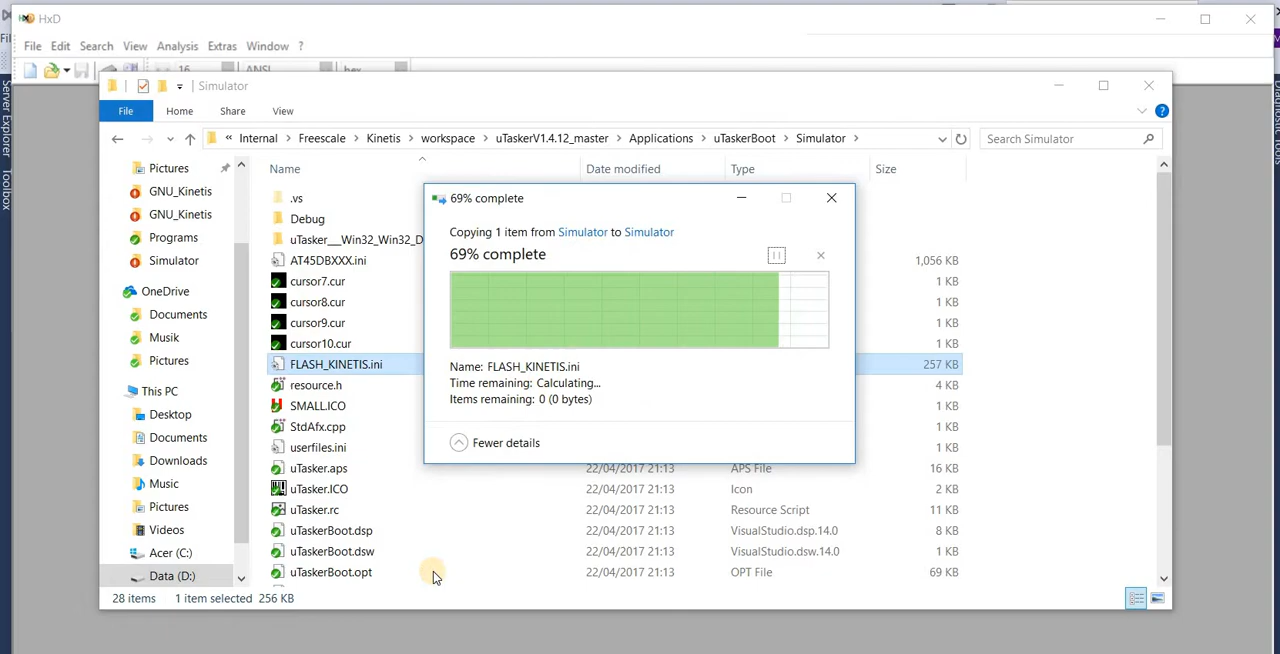 HxD
File Edit Search View Analysis Extras Window ?
16 ANSI hex
Simulator
File Home Share View
« Internal > Freescale > Kinetis > workspace > uTaskerV1.4.12_master > Applications > uTaskerBoot > Simulator >
Search Simulator
Server Explorer
Toolbox
Pictures
GNU_Kinetis
GNU_Kinetis
Programs
Simulator
OneDrive
Documents
Musik
Pictures
This PC
Desktop
Documents
Downloads
Music
Pictures
Videos
Acer (C:)
Data (D:)
Name Date modified Type Size
.vs
Debug
uTasker___Win32_Win32_D
AT45DBXXX.ini 1,056 KB
cursor7.cur 1 KB
cursor8.cur 1 KB
cursor9.cur 1 KB
cursor10.cur 1 KB
FLASH_KINETIS.ini 257 KB
resource.h 4 KB
SMALL.ICO 1 KB
StdAfx.cpp 1 KB
userfiles.ini 1 KB
uTasker.aps 22/04/2017 21:13 APS File 16 KB
uTasker.ICO 22/04/2017 21:13 Icon 2 KB
uTasker.rc 22/04/2017 21:13 Resource Script 11 KB
uTaskerBoot.dsp 22/04/2017 21:13 VisualStudio.dsp.14.0 8 KB
uTaskerBoot.dsw 22/04/2017 21:13 VisualStudio.dsw.14.0 1 KB
uTaskerBoot.opt 22/04/2017 21:13 OPT File 69 KB
69% complete
Copying 1 item from Simulator to Simulator
69% complete
Name: FLASH_KINETIS.ini
Time remaining: Calculating...
Items remaining: 0 (0 bytes)
Fewer details
28 items 1 item selected 256 KB